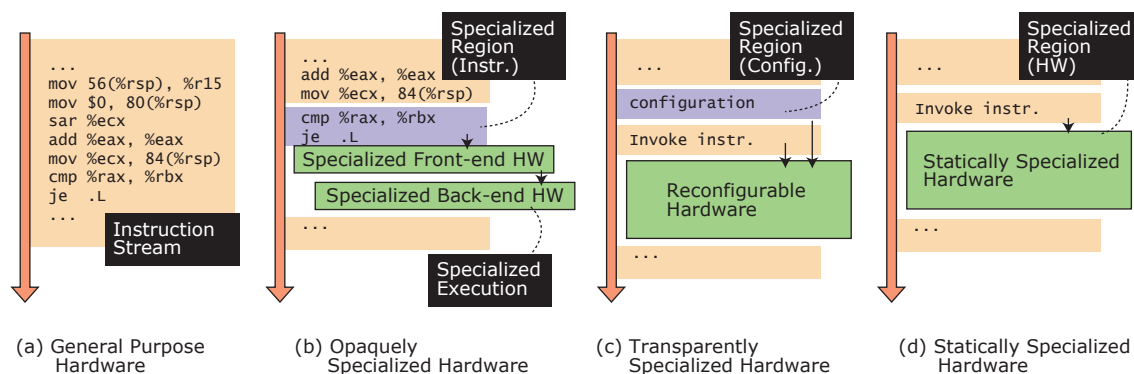 ...
mov 56(%rsp), %r15
mov $0, 80(%rsp)
sar %ecx
add %eax, %eax
mov %ecx, 84(%rsp)
cmp %rax, %rbx
je .L
...
Instruction
Stream
(a) General Purpose
Hardware
Specialized
Region
(Instr.)
...
add %eax, %eax
mov %ecx, 84(%rsp)
cmp %rax, %rbx
je .L
Specialized Front-end HW
Specialized Back-end HW
...
Specialized
Execution
(b) Opaquely
Specialized Hardware
Specialized
Region
(Config.)
...
configuration
Invoke instr.
Reconfigurable
Hardware
...
(c) Transparently
Specialized Hardware
Specialized
Region
(HW)
...
Invoke instr.
Statically Specialized
Hardware
...
(d) Statically Specialized
Hardware